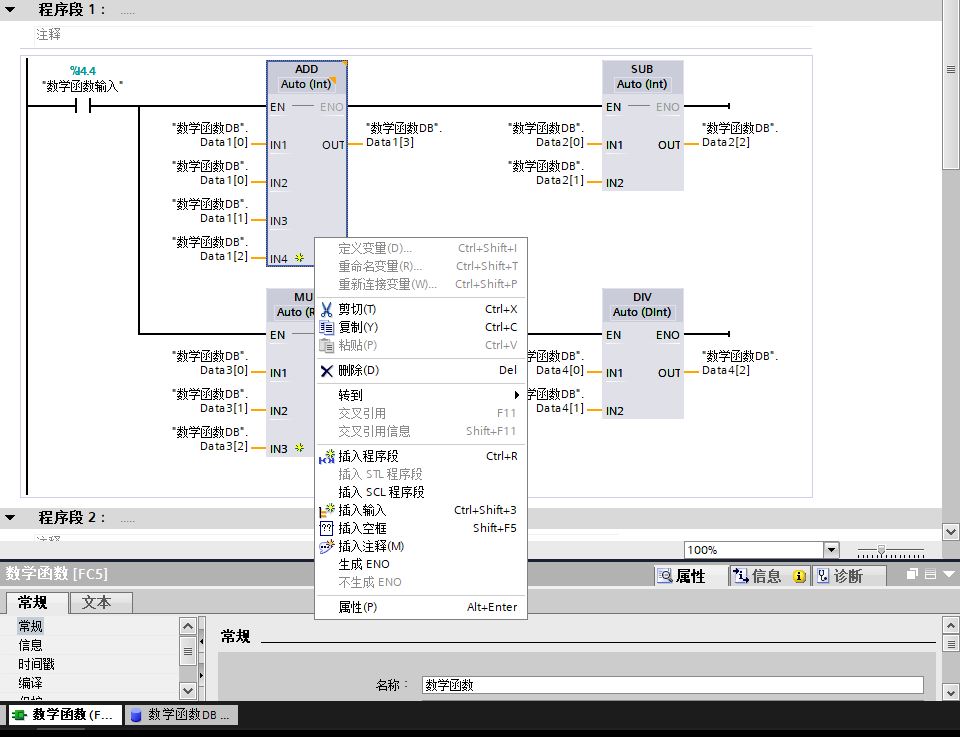 程序段 1： .....
注释
%I4.4
"数学函数输入"
ADD
Auto (Int)
EN ENO
"数学函数DB".
Data1[0] IN1
OUT "数学函数DB".
Data1[3]
"数学函数DB".
Data1[0] IN2
"数学函数DB".
Data1[1] IN3
"数学函数DB".
Data1[2] IN4
SUB
Auto (Int)
EN ENO
"数学函数DB".
Data2[0] IN1
OUT "数学函数DB".
Data2[2]
"数学函数DB".
Data2[1] IN2
MU
Auto (R
EN
"数学函数DB".
Data3[0] IN1
"数学函数DB".
Data3[1] IN2
"数学函数DB".
Data3[2] IN3
DIV
Auto (DInt)
EN ENO
学函数DB".
Data4[0] IN1
OUT "数学函数DB".
Data4[2]
学函数DB".
Data4[1] IN2
定义变量(D)... Ctrl+Shift+I
重命名变量(R)... Ctrl+Shift+T
重新连接变量(W)... Ctrl+Shift+P
剪切(T) Ctrl+X
复制(Y) Ctrl+C
粘贴(P) Ctrl+V
删除(D) Del
转到
交叉引用 F11
交叉引用信息 Shift+F11
插入程序段 Ctrl+R
插入 STL 程序段
插入 SCL 程序段
插入输入 Ctrl+Shift+3
插入空框 Shift+F5
插入注释(M)
生成 ENO
不生成 ENO
属性(P) Alt+Enter
程序段 2： .....
注释
100%
数学函数 [FC5]
属性 信息 诊断
常规 文本
常规
信息
时间戳
编译
保护
常规
名称： 数学函数
数学函数 (F... 数学函数DB ...